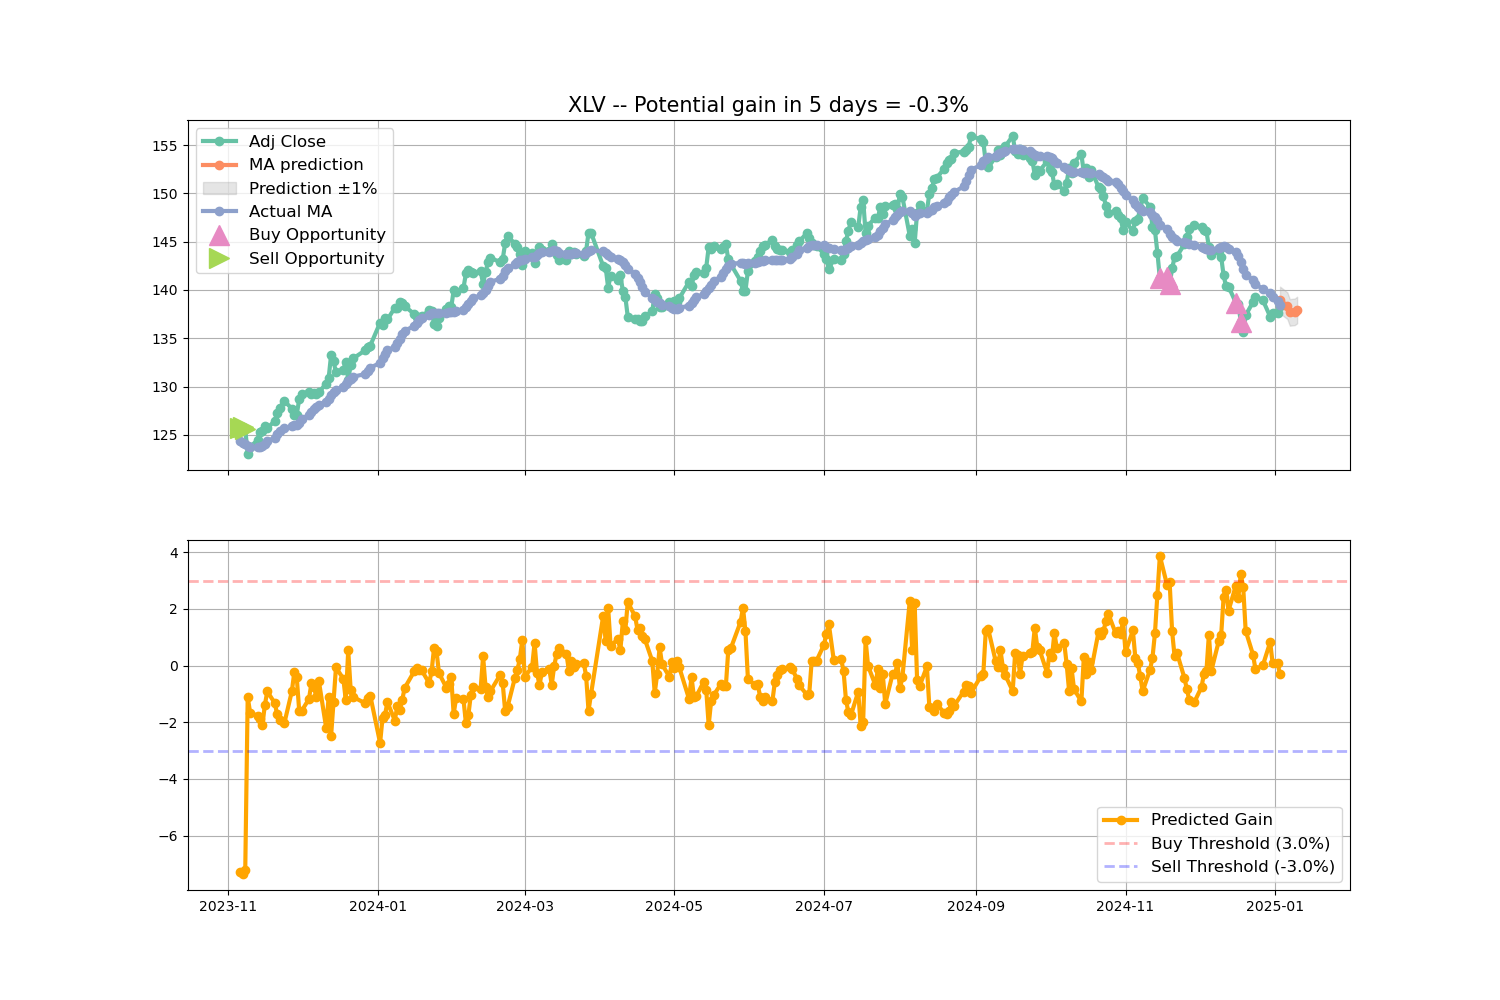 XLV -- Potential gain in 5 days = -0.3%
Adj Close
MA prediction
Prediction ±1%
Actual MA
Buy Opportunity
Sell Opportunity
155
150
145
140
135
130
125
4
2
0
−2
−4
−6
Predicted Gain
Buy Threshold (3.0%)
Sell Threshold (-3.0%)
2023-11 2024-01 2024-03 2024-05 2024-07 2024-09 2024-11 2025-01